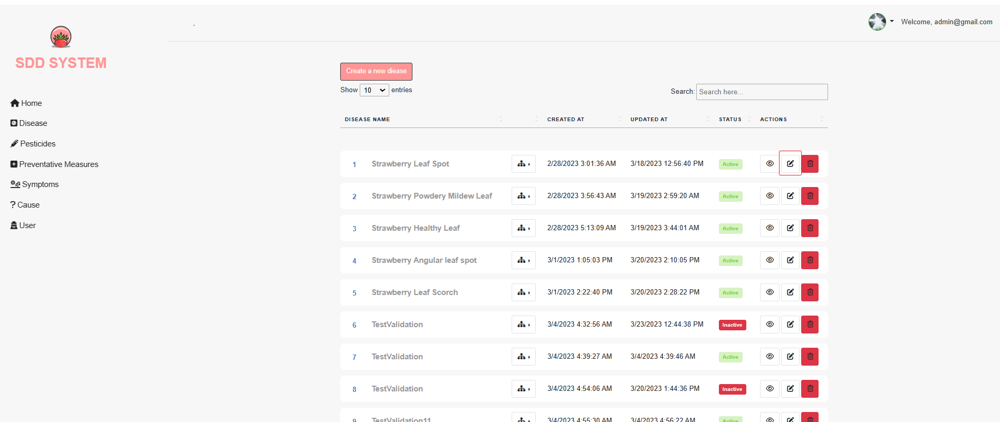 Welcome, admin@gmail.com
SDD SYSTEM
Home
Disease
Pesticides
Preventative Measures
Symptoms
Cause
User
Create a new diease
Show 10 entries
Search: Search here...
DISEASE NAME CREATED AT UPDATED AT STATUS ACTIONS
1 Strawberry Leaf Spot 2/28/2023 3:01:36 AM 3/18/2023 12:56:40 PM Active
2 Strawberry Powdery Mildew Leaf 2/28/2023 3:56:43 AM 3/19/2023 2:59:20 AM Active
3 Strawberry Healthy Leaf 2/28/2023 5:13:09 AM 3/19/2023 3:44:01 AM Active
4 Strawberry Angular leaf spot 3/1/2023 1:05:03 PM 3/20/2023 2:10:05 PM Active
5 Strawberry Leaf Scorch 3/1/2023 2:22:40 PM 3/20/2023 2:28:22 PM Active
6 TestValidation 3/4/2023 4:32:56 AM 3/23/2023 12:44:38 PM Inactive
7 TestValidation 3/4/2023 4:39:27 AM 3/4/2023 4:39:46 AM Active
8 TestValidation 3/4/2023 4:54:06 AM 3/20/2023 1:44:36 PM Inactive
9 TestValidation11 3/4/2023 4:55:30 AM 3/4/2023 4:56:22 AM Active